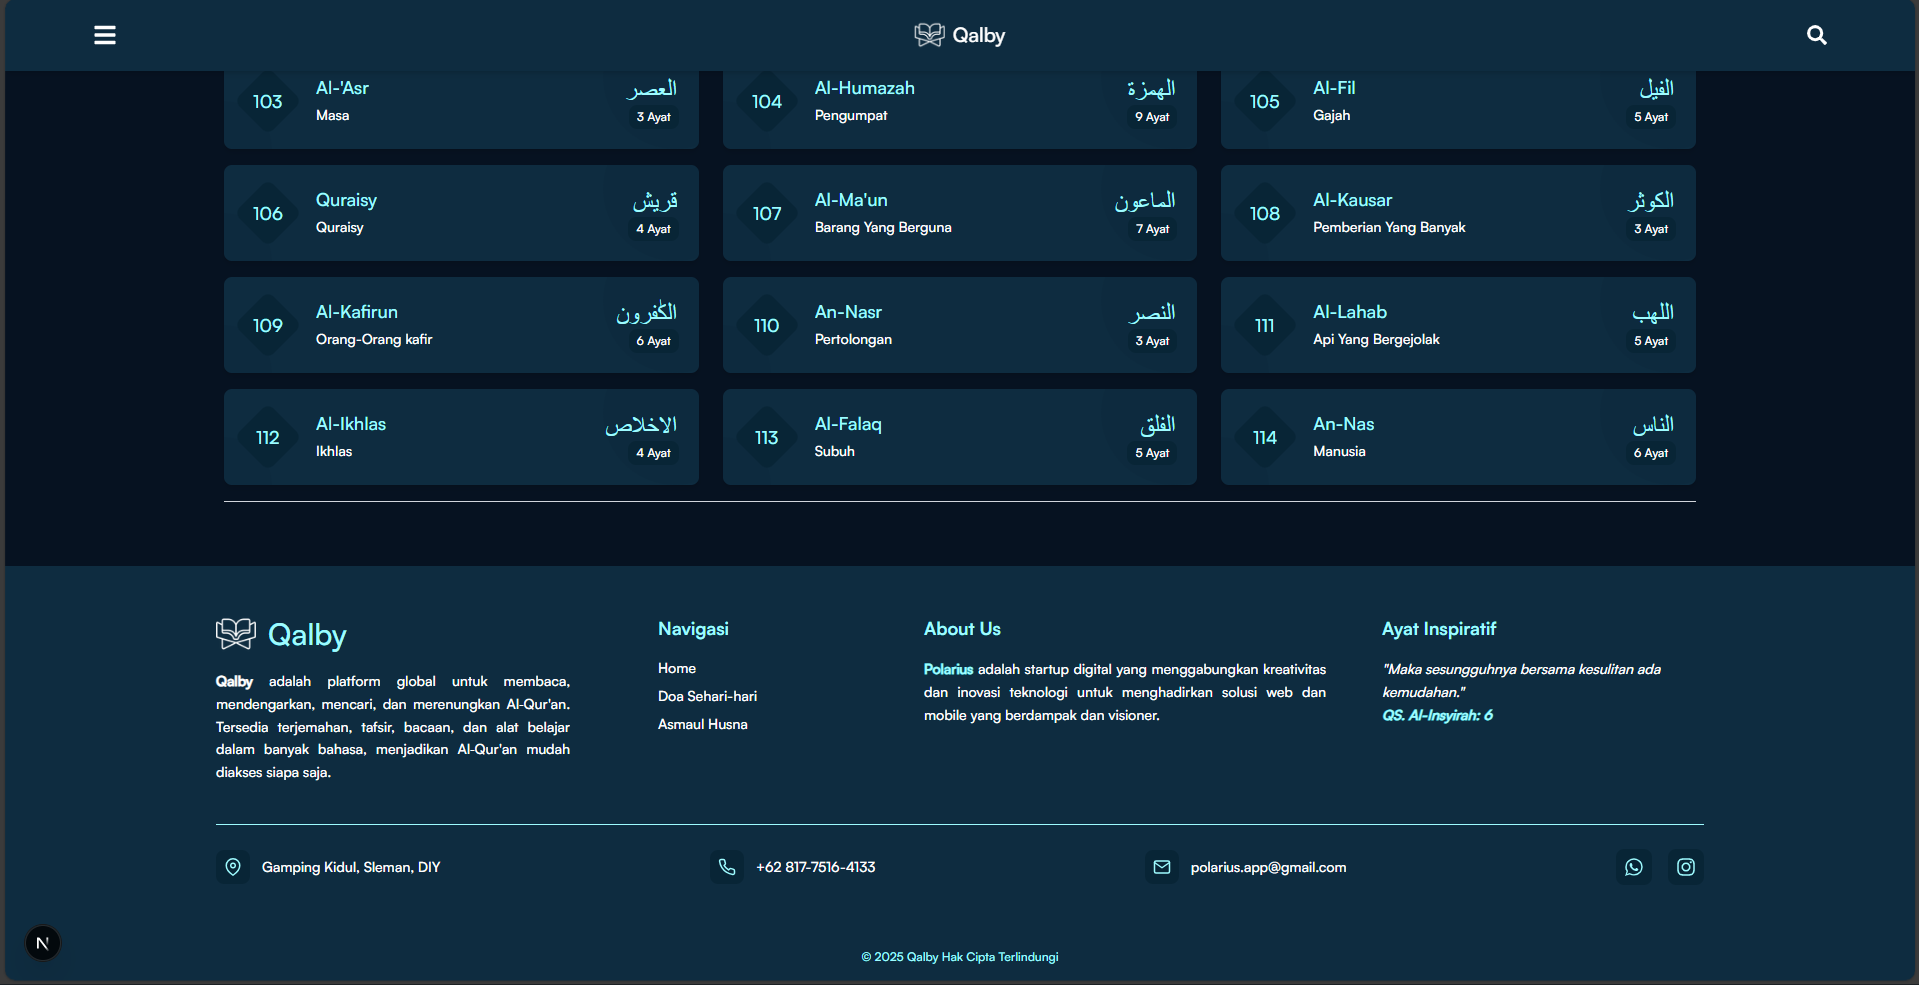 Qalby
103
Al-'Asr
Masa
العصر
3 Ayat
104
Al-Humazah
Pengumpat
الهمزة
9 Ayat
105
Al-Fil
Gajah
الفيل
5 Ayat
106
Quraisy
Quraisy
قريش
4 Ayat
107
Al-Ma'un
Barang Yang Berguna
الماعون
7 Ayat
108
Al-Kausar
Pemberian Yang Banyak
الكوثر
3 Ayat
109
Al-Kafirun
Orang-Orang kafir
الكٰفرون
6 Ayat
110
An-Nasr
Pertolongan
النصر
3 Ayat
111
Al-Lahab
Api Yang Bergejolak
اللهب
5 Ayat
112
Al-Ikhlas
Ikhlas
الاخلاص
4 Ayat
113
Al-Falaq
Subuh
الفلق
5 Ayat
114
An-Nas
Manusia
الناس
6 Ayat
Qalby
Qalby adalah platform global untuk membaca,
mendengarkan, mencari, dan merenungkan Al-Qur'an.
Tersedia terjemahan, tafsir, bacaan, dan alat belajar
dalam banyak bahasa, menjadikan Al-Qur'an mudah
diakses siapa saja.
Navigasi
Home
Doa Sehari-hari
Asmaul Husna
About Us
Polarius adalah startup digital yang menggabungkan kreativitas
dan inovasi teknologi untuk menghadirkan solusi web dan
mobile yang berdampak dan visioner.
Ayat Inspiratif
"Maka sesungguhnya bersama kesulitan ada
kemudahan."
QS. Al-Insyirah: 6
Gamping Kidul, Sleman, DIY
+62 817-7516-4133
polarius.app@gmail.com
N
© 2025 Qalby Hak Cipta Terlindungi